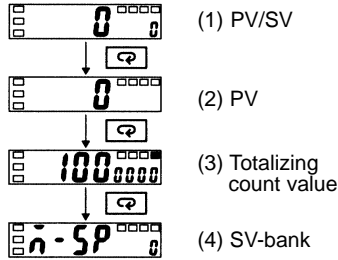 0 0 (1) PV/SV
0 (2) PV
100 0000 (3) Totalizing
count value
n̄-SP 0 (4) SV-bank